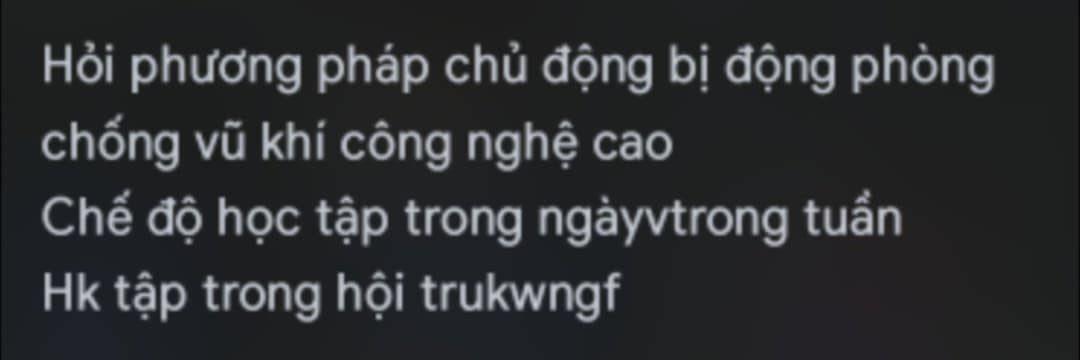 Hỏi phương pháp chủ động bị động phòng
chống vũ khí công nghệ cao
Chế độ học tập trong ngàyvtrong tuần
Hk tập trong hội trukwngf